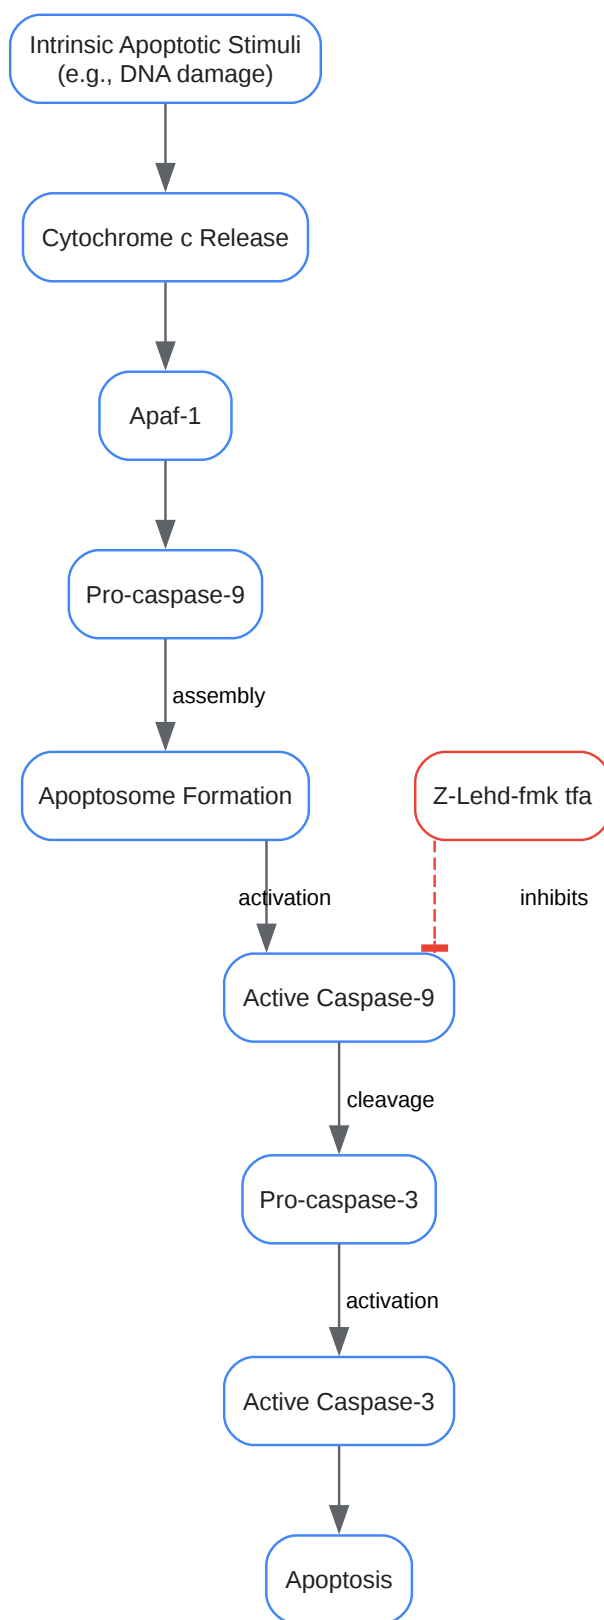 Intrinsic Apoptotic Stimuli
(e.g., DNA damage)
Cytochrome c Release
Apaf-1
Pro-caspase-9
assembly
Apoptosome Formation
Z-Lehd-fmk tfa
activation
inhibits
Active Caspase-9
cleavage
Pro-caspase-3
activation
Active Caspase-3
Apoptosis